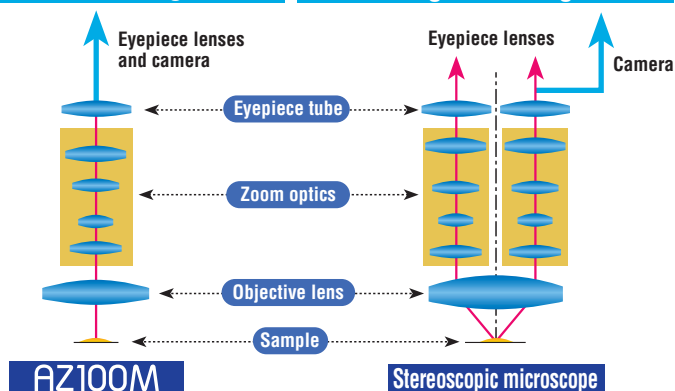 Eyepiece lenses
and camera
Eyepiece lenses
Camera
Eyepiece tube
Zoom optics
Objective lens
Sample
AZ100M
Stereoscopic microscope